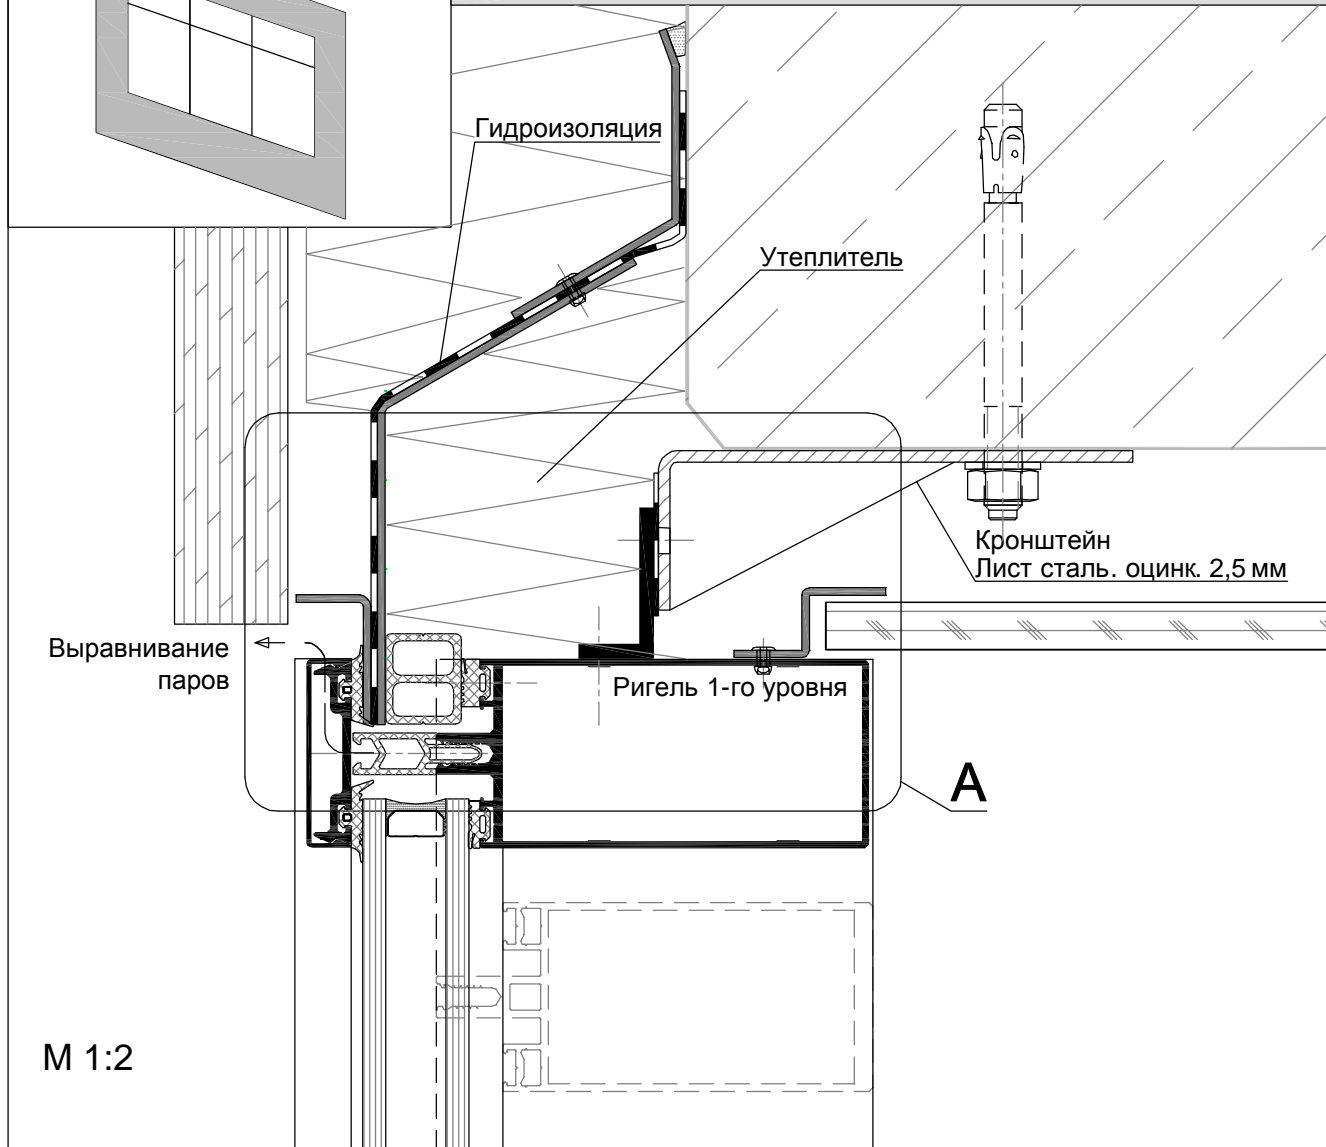 Гидроизоляция
Утеплитель
Кронштейн
Лист сталь. оцинк. 2,5 мм
Выравнивание
паров
Ригель 1-го уровня
А
М 1:2